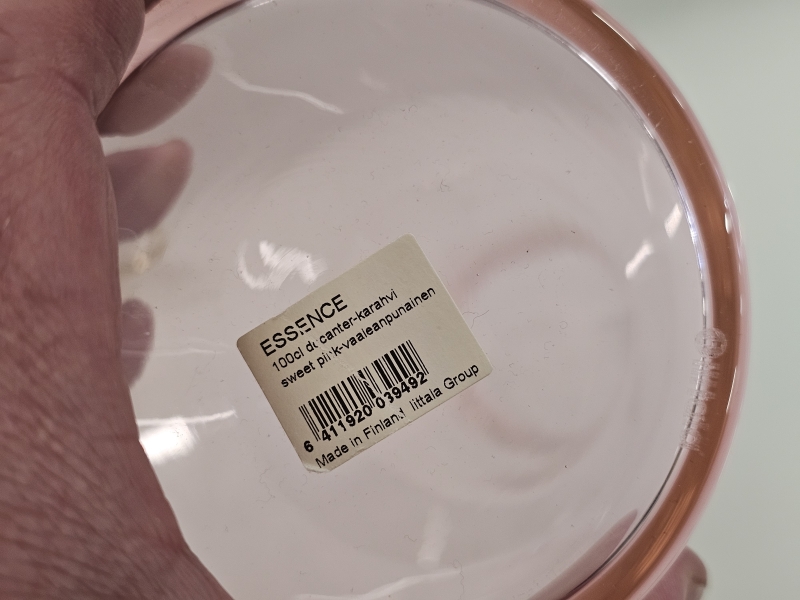 ESSENCE
100cl decanter-karahvi
sweet pink-vaaleanpunainen
6 411920 039492
Made in Finland Iittala Group